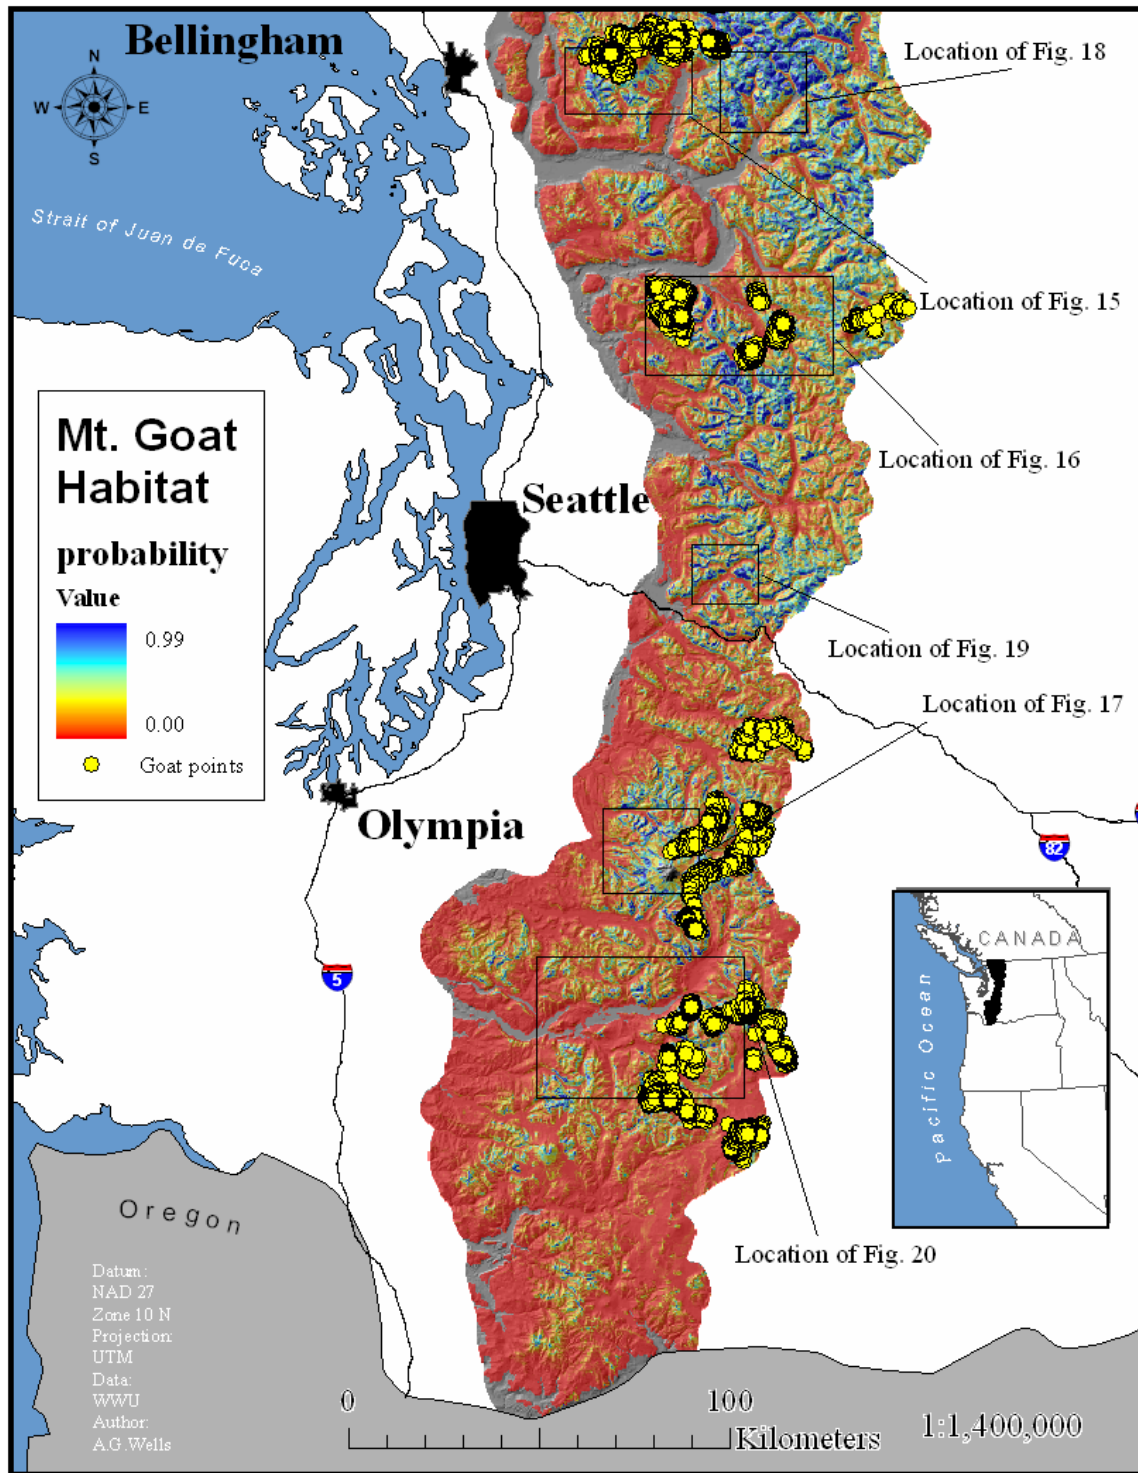 Bellingham
N
W
E
S
Strait of Juan de Fuca
Location of Fig. 18
Location of Fig. 15
Location of Fig. 16
Mt. Goat
Habitat
probability
Value
0.99
0.00
Goat points
Seattle
Location of Fig. 19
Location of Fig. 17
Olympia
82
5
CANADA
Pacific Ocean
Oregon
Location of Fig. 20
Datum:
NAD 27
Zone 10 N
Projection:
UTM
Data:
WWU
Author:
A.G.Wells
0
100
Kilometers
1:1,400,000